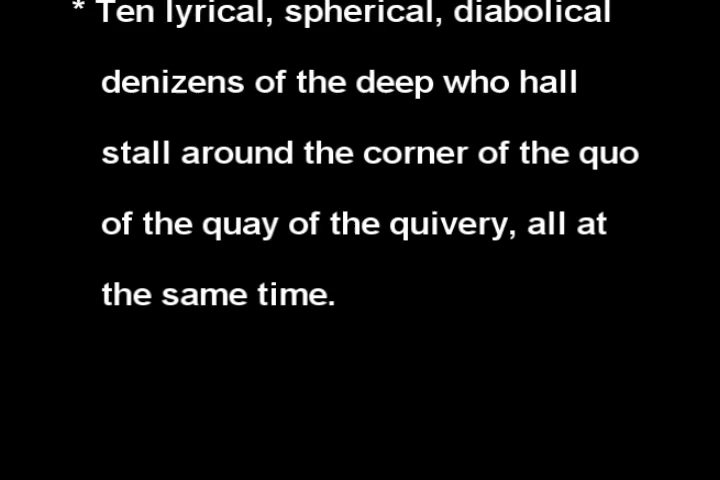 * Ten lyrical, spherical, diabolical
denizens of the deep who hall
stall around the corner of the quo
of the quay of the quivery, all at
the same time.